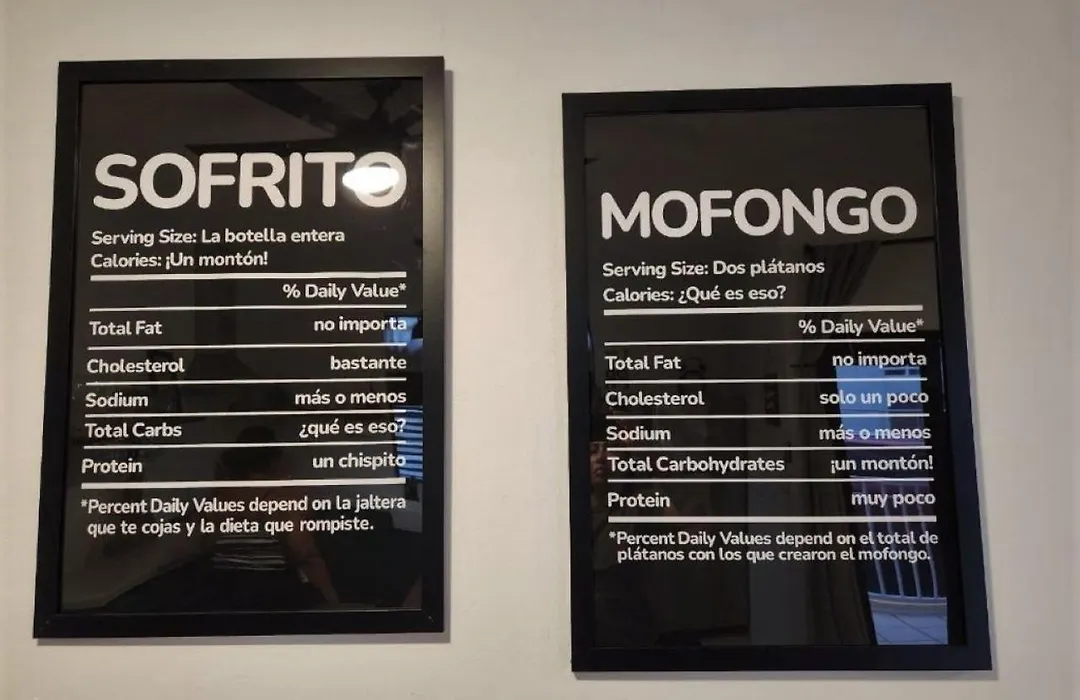 SOFRITO
Serving Size: La botella entera
Calories: ¡Un montón!
% Daily Value*
Total Fat no importa
Cholesterol bastante
Sodium más o menos
Total Carbs ¿qué es eso?
Protein un chispito
*Percent Daily Values depend on la jaltera
que te cojas y la dieta que rompiste.
MOFONGO
Serving Size: Dos plátanos
Calories: ¿Qué es eso?
% Daily Value*
Total Fat no importa
Cholesterol solo un poco
Sodium más o menos
Total Carbohydrates ¡un montón!
Protein muy poco
*Percent Daily Values depend on el total de
plátanos con los que crearon el mofongo.